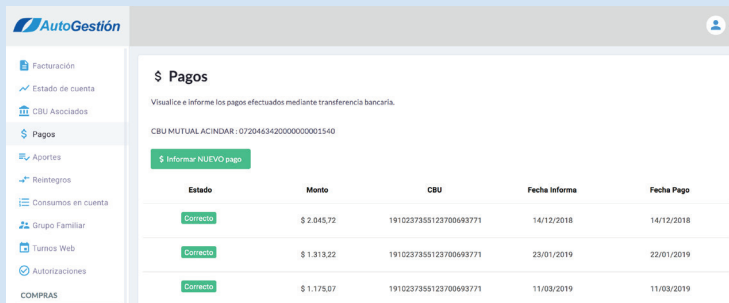 AutoGestión
Facturación
Estado de cuenta
CBU Asociados
Pagos
Aportes
Reintegros
Consumos en cuenta
Grupo Familiar
Turnos Web
Autorizaciones
COMPRAS
$ Pagos
Visualice e informe los pagos efectuados mediante transferencia bancaria.
CBU MUTUAL ACINDAR : 0720463420000000001540
$ Informar NUEVO pago
Estado Monto CBU Fecha Informa Fecha Pago
Correcto $ 2.045,72 1910237355123700693771 14/12/2018 14/12/2018
Correcto $ 1.313,22 1910237355123700693771 23/01/2019 22/01/2019
Correcto $ 1.175,07 1910237355123700693771 11/03/2019 11/03/2019